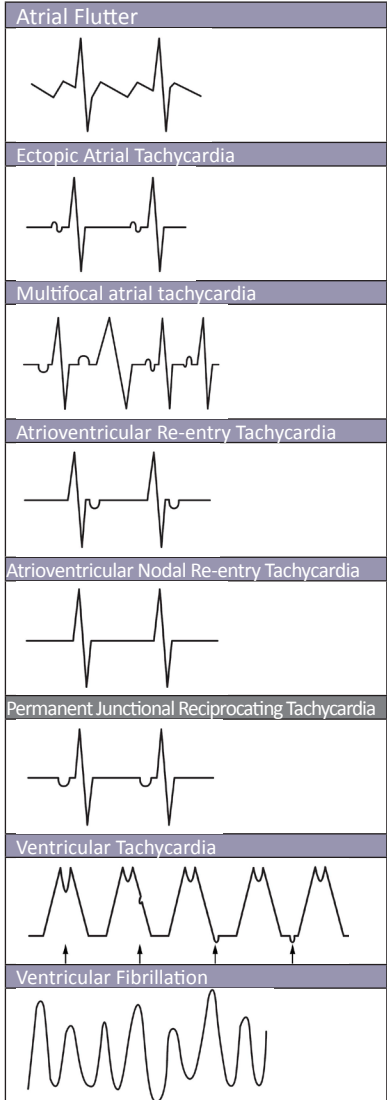 Atrial Flutter
Ectopic Atrial Tachycardia
Multifocal atrial tachycardia
Atrioventricular Re-entry Tachycardia
Atrioventricular Nodal Re-entry Tachycardia
Permanent Junctional Reciprocating Tachycardia
Ventricular Tachycardia
Ventricular Fibrillation